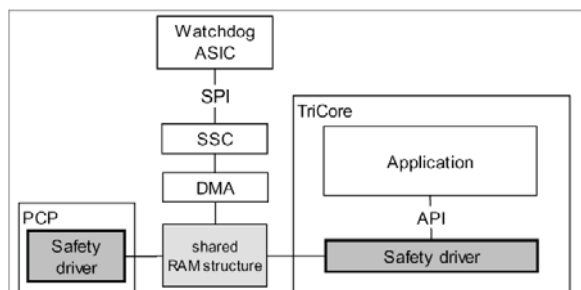 Watchdog
ASIC
SPI
TriCore
SSC
Application
DMA
PCP
API
Safety
driver
shared
RAM structure
Safety driver